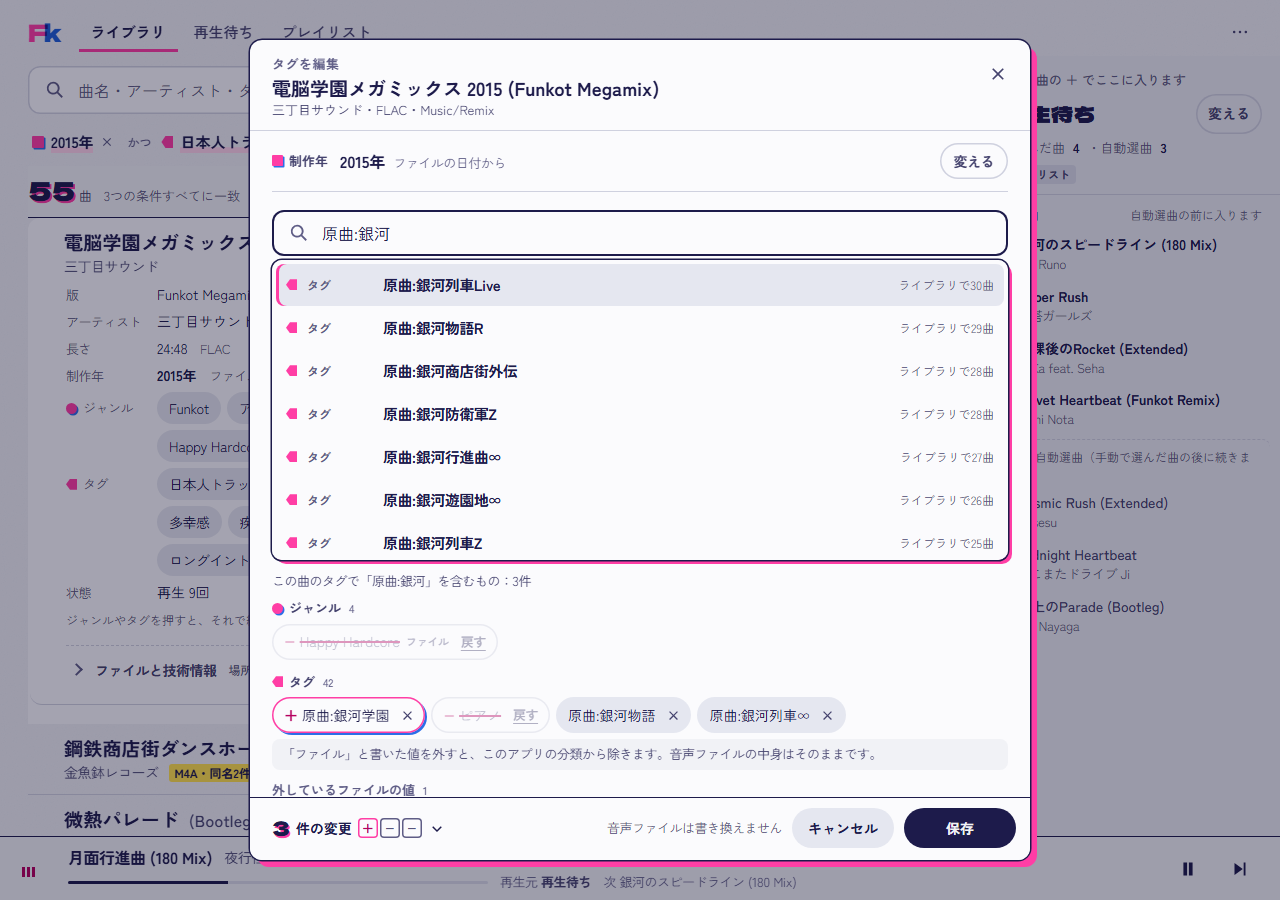 Fk ライブラリ 再生待ち プレイリスト …
曲名・アーティスト・タ
2015年 × かつ 日本人トラ
55 曲 3つの条件すべてに一致
電脳学園メガミックス
三丁目サウンド
版 Funkot Megami
アーティスト 三丁目サウン
長さ 24:48 FLAC
制作年 2015年 ファイ
ジャンル Funkot
Happy Hardco
タグ 日本人トラッ
多幸感
ロングイント
状態 再生 9回
ジャンルやタグを押すと、それで
ファイルと技術情報 場所
鋼鉄商店街ダンスホー
金魚鉢レコーズ M4A・同名2件
微熱パレード (Bootleg
タグを編集
電脳学園メガミックス 2015 (Funkot Megamix)
三丁目サウンド・FLAC・Music/Remix
制作年 2015年 ファイルの日付から 変える
原曲:銀河
タグ 原曲:銀河列車Live ライブラリで30曲
タグ 原曲:銀河物語R ライブラリで29曲
タグ 原曲:銀河商店街外伝 ライブラリで28曲
タグ 原曲:銀河防衛軍Z ライブラリで28曲
タグ 原曲:銀河行進曲∞ ライブラリで27曲
タグ 原曲:銀河遊園地∞ ライブラリで26曲
タグ 原曲:銀河列車Z ライブラリで25曲
この曲のタグで「原曲:銀河」を含むもの：3件
ジャンル 4
− Happy Hardcore ファイル 戻す
タグ 42
+ 原曲:銀河学園 × − ピアノ 戻す 原曲:銀河物語 × 原曲:銀河列車∞ ×
「ファイル」と書いた値を外すと、このアプリの分類から除きます。音声ファイルの中身はそのままです。
外しているファイルの値 1
3 件の変更 + − − 音声ファイルは書き換えません キャンセル 保存
曲の ＋ でここに入ります
生待ち 変える
だ曲 4 ・自動選曲 3
リスト
自動選曲の前に入ります
河のスピードライン (180 Mix)
Runo
per Rush
塔ガールズ
課後のRocket (Extended)
ka feat. Seha
vet Heartbeat (Funkot Remix)
ni Nota
自動選曲（手動で選んだ曲の後に続きま
smic Rush (Extended)
sesu
dnight Heartbeat
こまたドライブ Ji
上のParade (Bootleg)
Nayaga
月面行進曲 (180 Mix) 夜行
再生元 再生待ち 次 銀河のスピードライン (180 Mix)